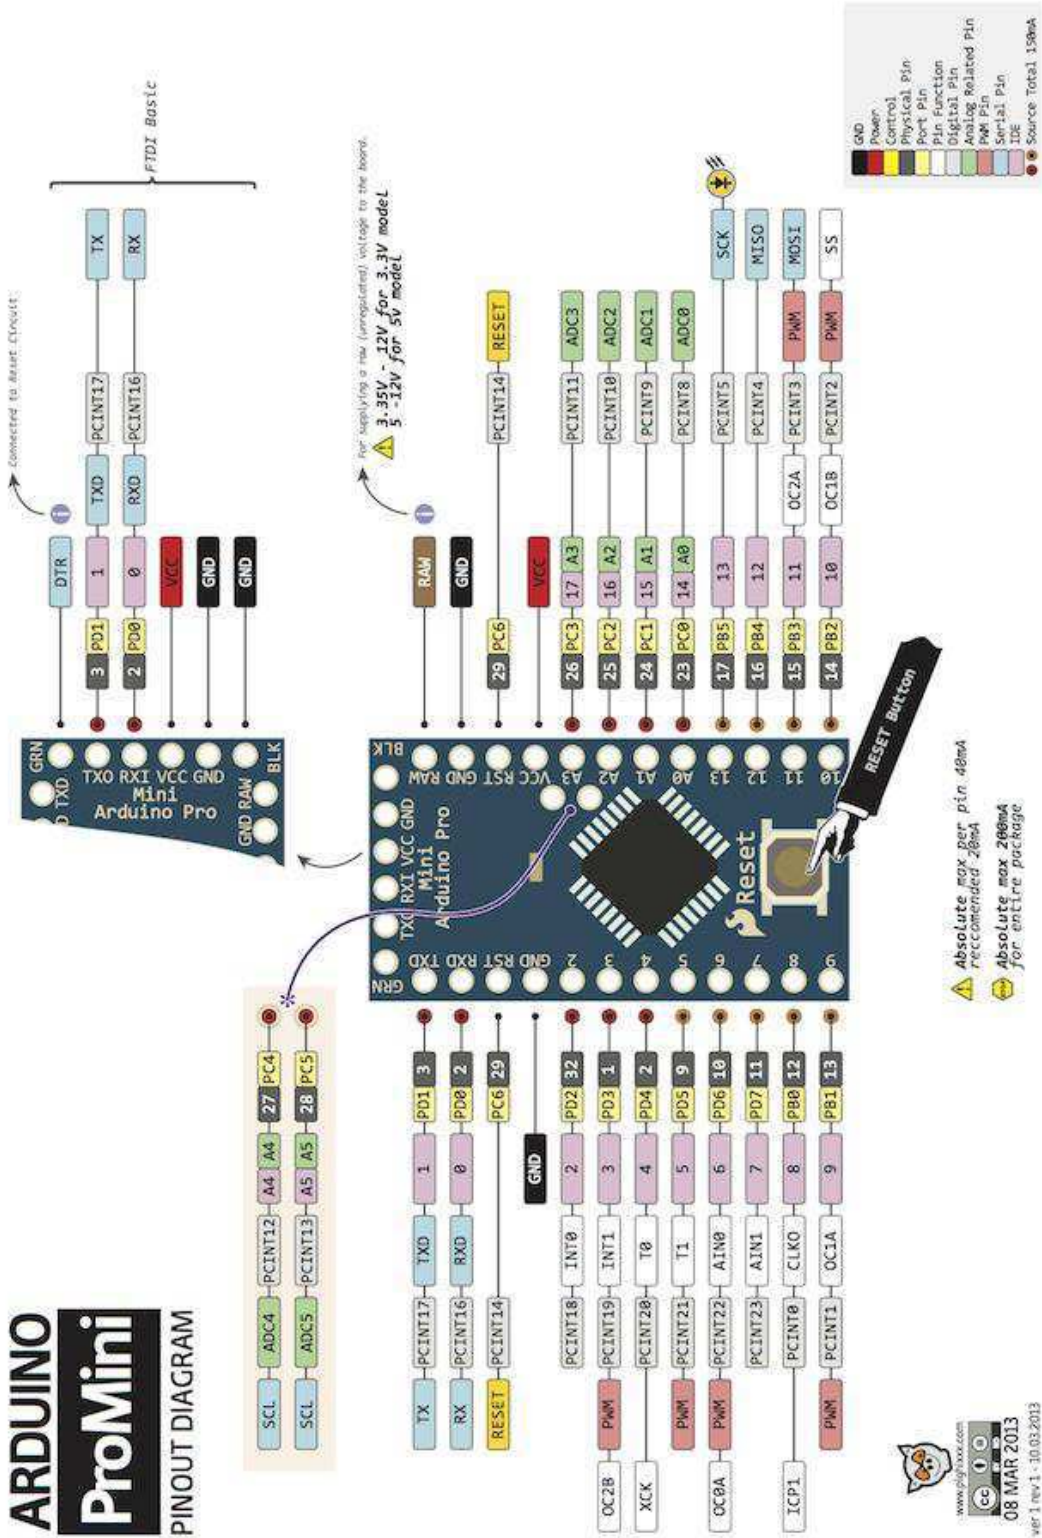 ARDUINO
ProMini
PINOUT DIAGRAM
Connected to Reset Circuit
GRN
DTR
TXD
TXO
3 PD1 1 TXD PCINT17 TX
RXI
2 PD0 0 RXD PCINT16 RX
VCC
VCC
GND
GND
GND
BLK
Mini
Arduino Pro
GND RAW
FTDI Basic
SCL ADC4 PCINT12 A4 A4 27 PC4
SCL ADC5 PCINT13 A5 A5 28 PC5
*
For supplying a raw (unregulated) voltage to the board.
3.35V - 12V for 3.3V model
5 -12V for 5V model
GRN
TXO RXI VCC GND
BLK
Mini
Arduino Pro
TX PCINT17 TXD 1 PD1 3
TXD
RAW
RAW
RX PCINT16 RXD 0 PD0 2
RXD
GND
GND
RESET PCINT14 PC6 29
RST
RST
29 PC6 PCINT14 RESET
GND
GND
VCC
VCC
PCINT18 INT0 2 PD2 32
2
A3
26 PC3 17 A3 PCINT11 ADC3
OC2B PWM PCINT19 INT1 3 PD3 1
3
A2
25 PC2 16 A2 PCINT10 ADC2
XCK PCINT20 T0 4 PD4 2
4
A1
24 PC1 15 A1 PCINT9 ADC1
PWM PCINT21 T1 5 PD5 9
5
A0
23 PC0 14 A0 PCINT8 ADC0
OC0A PWM PCINT22 AIN0 6 PD6 10
6
13
17 PB5 13 PCINT5 SCK
PCINT23 AIN1 7 PD7 11
7
12
16 PB4 12 PCINT4 MISO
ICP1 PCINT0 CLKO 8 PB0 12
8
11
15 PB3 11 OC2A PCINT3 PWM MOSI
PWM PCINT1 OC1A 9 PB1 13
9
10
14 PB2 10 OC1B PCINT2 PWM SS
Reset
RESET Button
GND
Power
Control
Physical Pin
Port Pin
Pin Function
Digital Pin
Analog Related Pin
PWM Pin
Serial Pin
IDE
Source Total 150mA
Absolute max per pin 40mA
reccomended 20mA
Absolute max 200mA
for entire package
www.pighixxx.com
cc
08 MAR 2013
ver 1 rev 1 - 10.03.2013